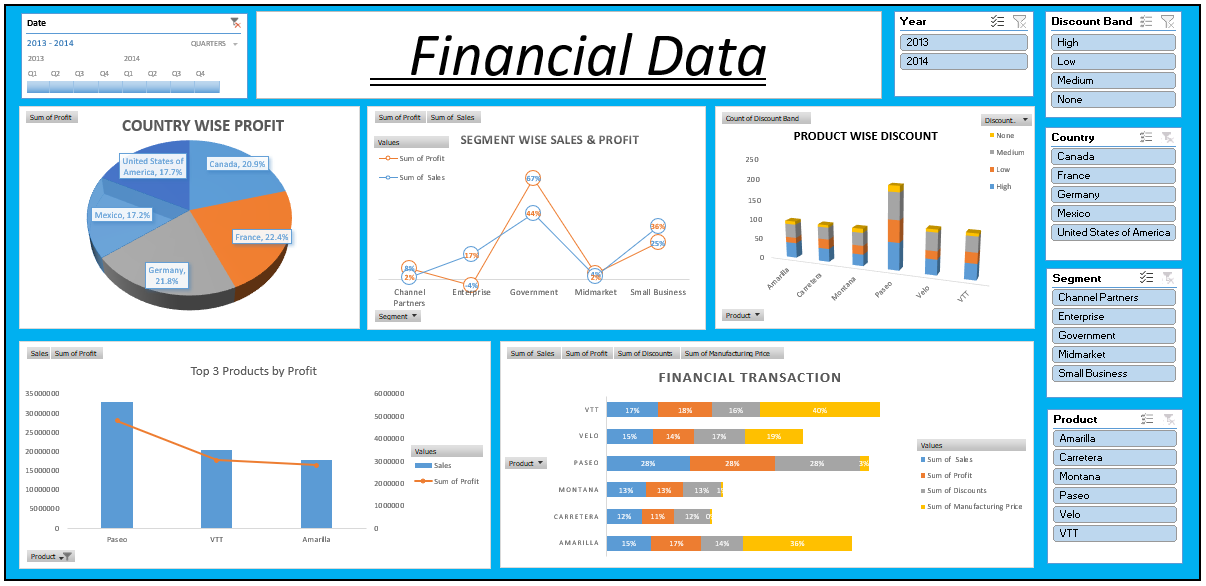 Date
2013 - 2014
QUARTERS
2013
2014
Q1 Q2 Q3 Q4 Q1 Q2 Q3 Q4
Financial Data
Year
2013
2014
Discount Band
High
Low
Medium
None
Sum of Profit
COUNTRY WISE PROFIT
United States of
America, 17.7%
Canada, 20.9%
Mexico, 17.2%
France, 22.4%
Germany,
21.8%
Sum of Profit Sum of Sales
SEGMENT WISE SALES & PROFIT
Values
Sum of Profit
Sum of Sales
67%
44%
36%
25%
17%
8%
2%
-4%
4%
2%
Channel
Partners
Enterprise
Government
Midmarket
Small Business
Segment
Count of Discount Band
Discount..
PRODUCT WISE DISCOUNT
None
Medium
Low
High
250
200
150
100
50
0
Amarilla
Carretera
Montana
Paseo
Velo
VTT
Product
Country
Canada
France
Germany
Mexico
United States of America
Segment
Channel Partners
Enterprise
Government
Midmarket
Small Business
Product
Amarilla
Carretera
Montana
Paseo
Velo
VTT
Sales Sum of Profit
Top 3 Products by Profit
35000000
30000000
25000000
20000000
15000000
10000000
5000000
0
6000000
5000000
4000000
3000000
2000000
1000000
0
Values
Sales
Sum of Profit
Paseo VTT Amarilla
Product
Sum of Sales Sum of Profit Sum of Discounts Sum of Manufacturing Price
FINANCIAL TRANSACTION
VTT 17% 18% 16% 40%
VELO 15% 14% 17% 19%
Product
PASEO 28% 28% 28% 3%
MONTANA 13% 13% 13%
CARRETERA 12% 11% 12%
AMARILLA 15% 17% 14% 36%
Values
Sum of Sales
Sum of Profit
Sum of Discounts
Sum of Manufacturing Price